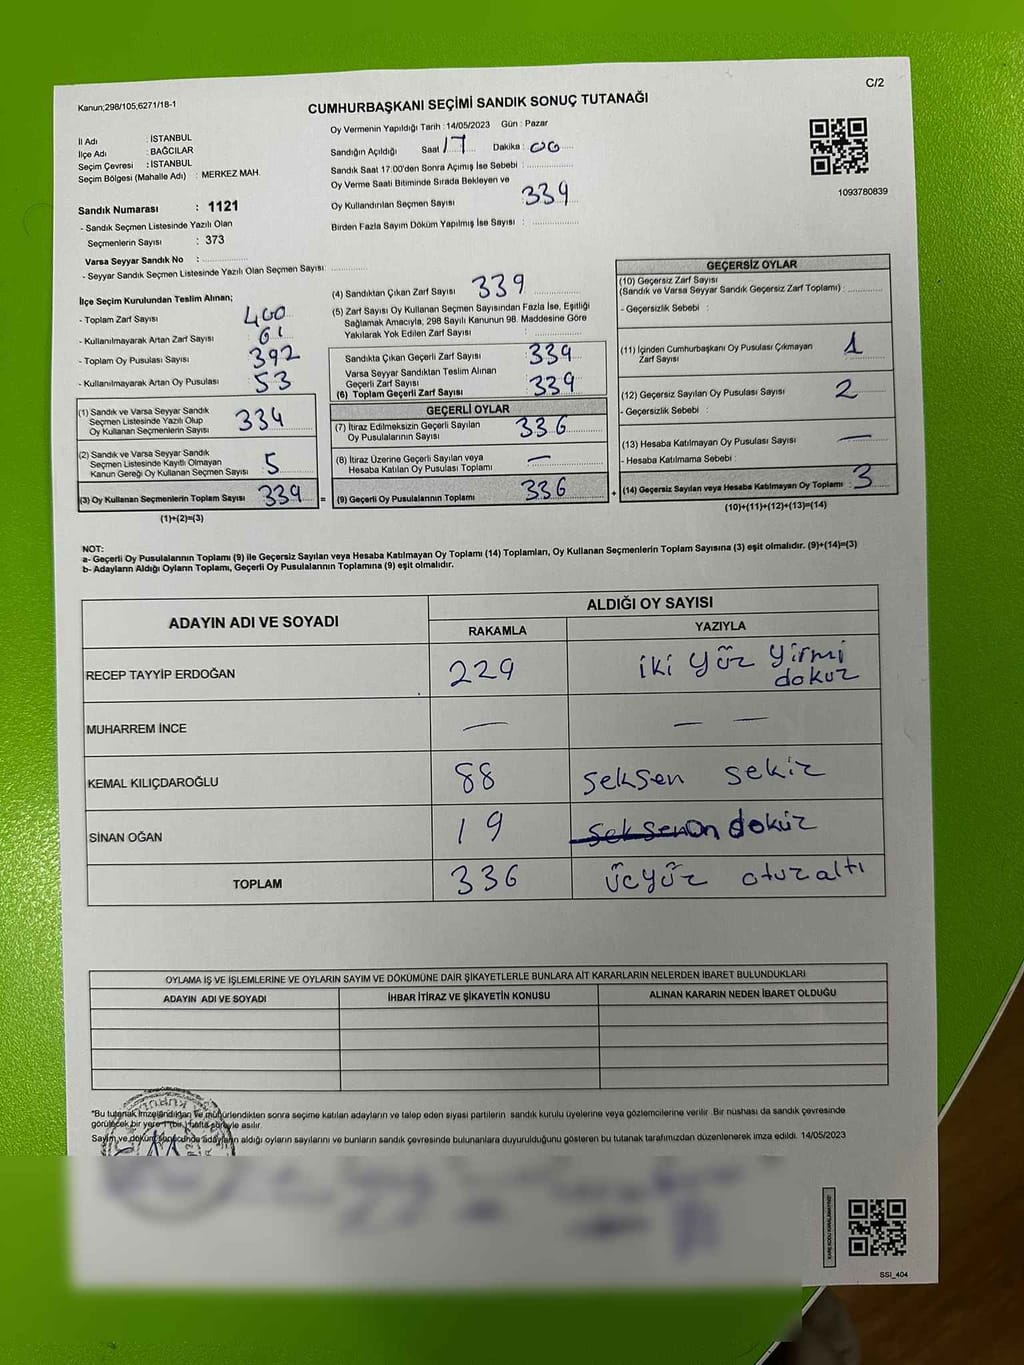 C/2
Kanun;298/105,6271/18-1
CUMHURBAŞKANI SEÇİMİ SANDIK SONUÇ TUTANAĞI
İl Adı : İSTANBUL
İlçe Adı : BAĞCILAR
Seçim Çevresi : İSTANBUL
Seçim Bölgesi (Mahalle Adı) : MERKEZ MAH.
Sandık Numarası : 1121
- Sandık Seçmen Listesinde Yazılı Olan
Seçmenlerin Sayısı : 373
Varsa Seyyar Sandık No :
- Seyyar Sandık Seçmen Listesinde Yazılı Olan Seçmen Sayısı:
Oy Vermenin Yapıldığı Tarih : 14/05/2023 Gün : Pazar
Sandığın Açıldığı Saat 17 Dakika : 00
Sandık Saat 17:00'den Sonra Açımış İse Sebebi :
Oy Verme Saati Bitiminde Sırada Bekleyen ve
Oy Kullandırılan Seçmen Sayısı : 339
Birden Fazla Sayım Döküm Yapılmış İse Sayısı :
1093780839
İlçe Seçim Kurulundan Teslim Alınan;
- Toplam Zarf Sayısı 400
- Kullanılmayarak Artan Zarf Sayısı : 61
- Toplam Oy Pusulası Sayısı 392
- Kullanılmayarak Artan Oy Pusulası 53
(1) Sandık ve Varsa Seyyar Sandık
Seçmen Listesinde Yazılı Olup
Oy Kullanan Seçmenlerin Sayısı : 334
(2) Sandık ve Varsa Seyyar Sandık
Seçmen Listesinde Kayıtlı Olmayan
Kanun Gereği Oy Kullanan Seçmen Sayısı : 5
(3) Oy Kullanan Seçmenlerin Toplam Sayısı : 339
(1)+(2)=(3)
(4) Sandıktan Çıkan Zarf Sayısı : 339
(5) Zarf Sayısı Oy Kullanan Seçmen Sayısından Fazla İse, Eşitliği
Sağlamak Amacıyla, 298 Sayılı Kanunun 98. Maddesine Göre
Yakılarak Yok Edilen Zarf Sayısı :
Sandıkta Çıkan Geçerli Zarf Sayısı : 339
Varsa Seyyar Sandıktan Teslim Alınan
Geçerli Zarf Sayısı
(6) Toplam Geçerli Zarf Sayısı : 339
GEÇERLİ OYLAR
(7) İtiraz Edilmeksizin Geçerli Sayılan
Oy Pusulalarının Sayısı : 336
(8) İtiraz Üzerine Geçerli Sayılan veya
Hesaba Katılan Oy Pusulası Toplamı : —
= (9) Geçerli Oy Pusulalarının Toplamı : 336 +
GEÇERSİZ OYLAR
(10) Geçersiz Zarf Sayısı
(Sandık ve Varsa Seyyar Sandık Geçersiz Zarf Toplamı) :
- Geçersizlik Sebebi :
(11) İçinden Cumhurbaşkanı Oy Pusulası Çıkmayan
Zarf Sayısı : 1
(12) Geçersiz Sayılan Oy Pusulası Sayısı : 2
- Geçersizlik Sebebi :
(13) Hesaba Katılmayan Oy Pusulası Sayısı : —
- Hesaba Katılmama Sebebi :
(14) Geçersiz Sayılan veya Hesaba Katılmayan Oy Toplamı : 3
(10)+(11)+(12)+(13)=(14)
NOT:
a- Geçerli Oy Pusulalarının Toplamı (9) ile Geçersiz Sayılan veya Hesaba Katılmayan Oy Toplamı (14) Toplamları, Oy Kullanan Seçmenlerin Toplam Sayısına (3) eşit olmalıdır. (9)+(14)=(3)
b- Adayların Aldığı Oyların Toplamı, Geçerli Oy Pusulalarının Toplamına (9) eşit olmalıdır.
ADAYIN ADI VE SOYADI ALDIĞI OY SAYISI
RAKAMLA YAZIYLA
RECEP TAYYİP ERDOĞAN 229 iki yüz yirmi
dokuz
MUHARREM İNCE — — —
KEMAL KILIÇDAROĞLU 88 seksen sekiz
SİNAN OĞAN 19 seksen on dokuz
TOPLAM 336 üçyüz otuzaltı
OYLAMA İŞ VE İŞLEMLERİNE VE OYLARIN SAYIM VE DÖKÜMÜNE DAİR ŞİKAYETLERLE BUNLARA AİT KARARLARIN NELERDEN İBARET BULUNDUKLARI
ADAYIN ADI VE SOYADI İHBAR İTİRAZ VE ŞİKAYETİN KONUSU ALINAN KARARIN NEDEN İBARET OLDUĞU
"Bu tutanak imzalandıktan ve mühürlendikten sonra seçime katılan adayların ve talep eden siyasi partilerin sandık kurulu üyelerine veya gözlemcilerine verilir. Bir nüshası da sandık çevresinde
görülecek bir yere 1 (bir) hafta süreyle asılır.
Sayım ve döküm sonucunda adayların aldığı oyların sayılarını ve bunların sandık çevresinde bulunanlara duyurulduğunu gösteren bu tutanak tarafımızdan düzenlenerek imza edildi. 14/05/2023
KARE KODU KARALAMAYINIZ!
SSI_404